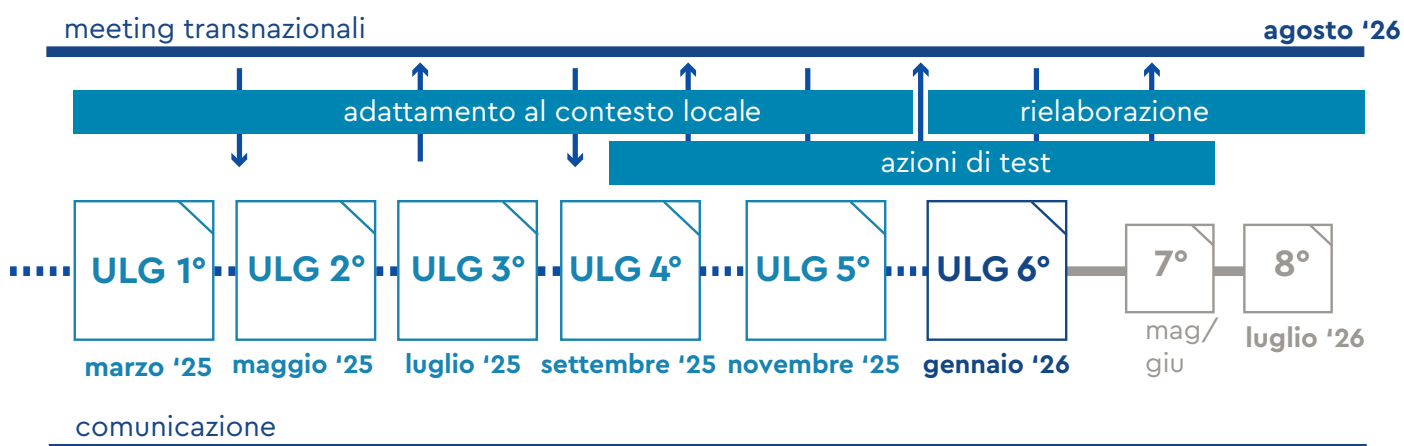 meeting transnazionali
agosto ‘26
adattamento al contesto locale
rielaborazione
azioni di test
ULG 1°
ULG 2°
ULG 3°
ULG 4°
ULG 5°
ULG 6°
7°
8°
marzo ‘25
maggio ‘25
luglio ‘25
settembre ‘25
novembre ‘25
gennaio ‘26
mag/
giu
luglio ‘26
comunicazione